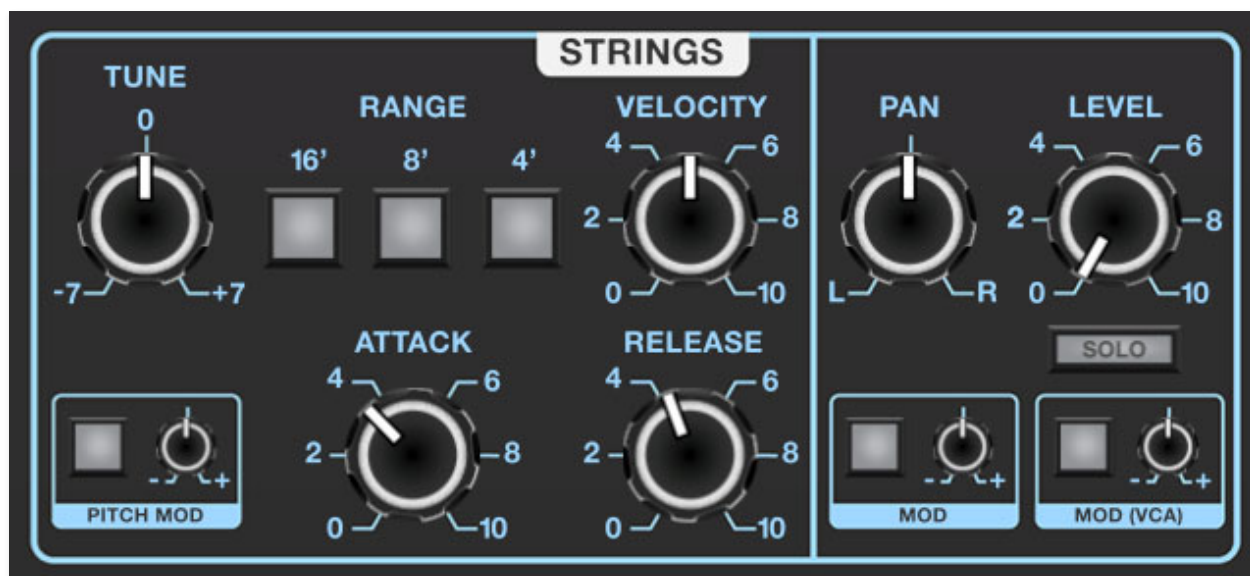 STRINGS
TUNE
0
-7 +7
RANGE
16' 8' 4'
VELOCITY
4 6
2 8
0 10
PAN
L R
LEVEL
4 6
2 8
0 10
SOLO
PITCH MOD
- +
ATTACK
4 6
2 8
0 10
RELEASE
4 6
2 8
0 10
- +
MOD
- +
MOD (VCA)